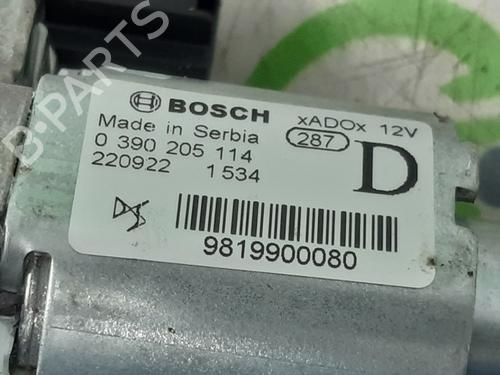 BOSCH xADOx 12V
Made in Serbia 287
0 390 205 114
220922 1534 D
9819900080
B-PARTS